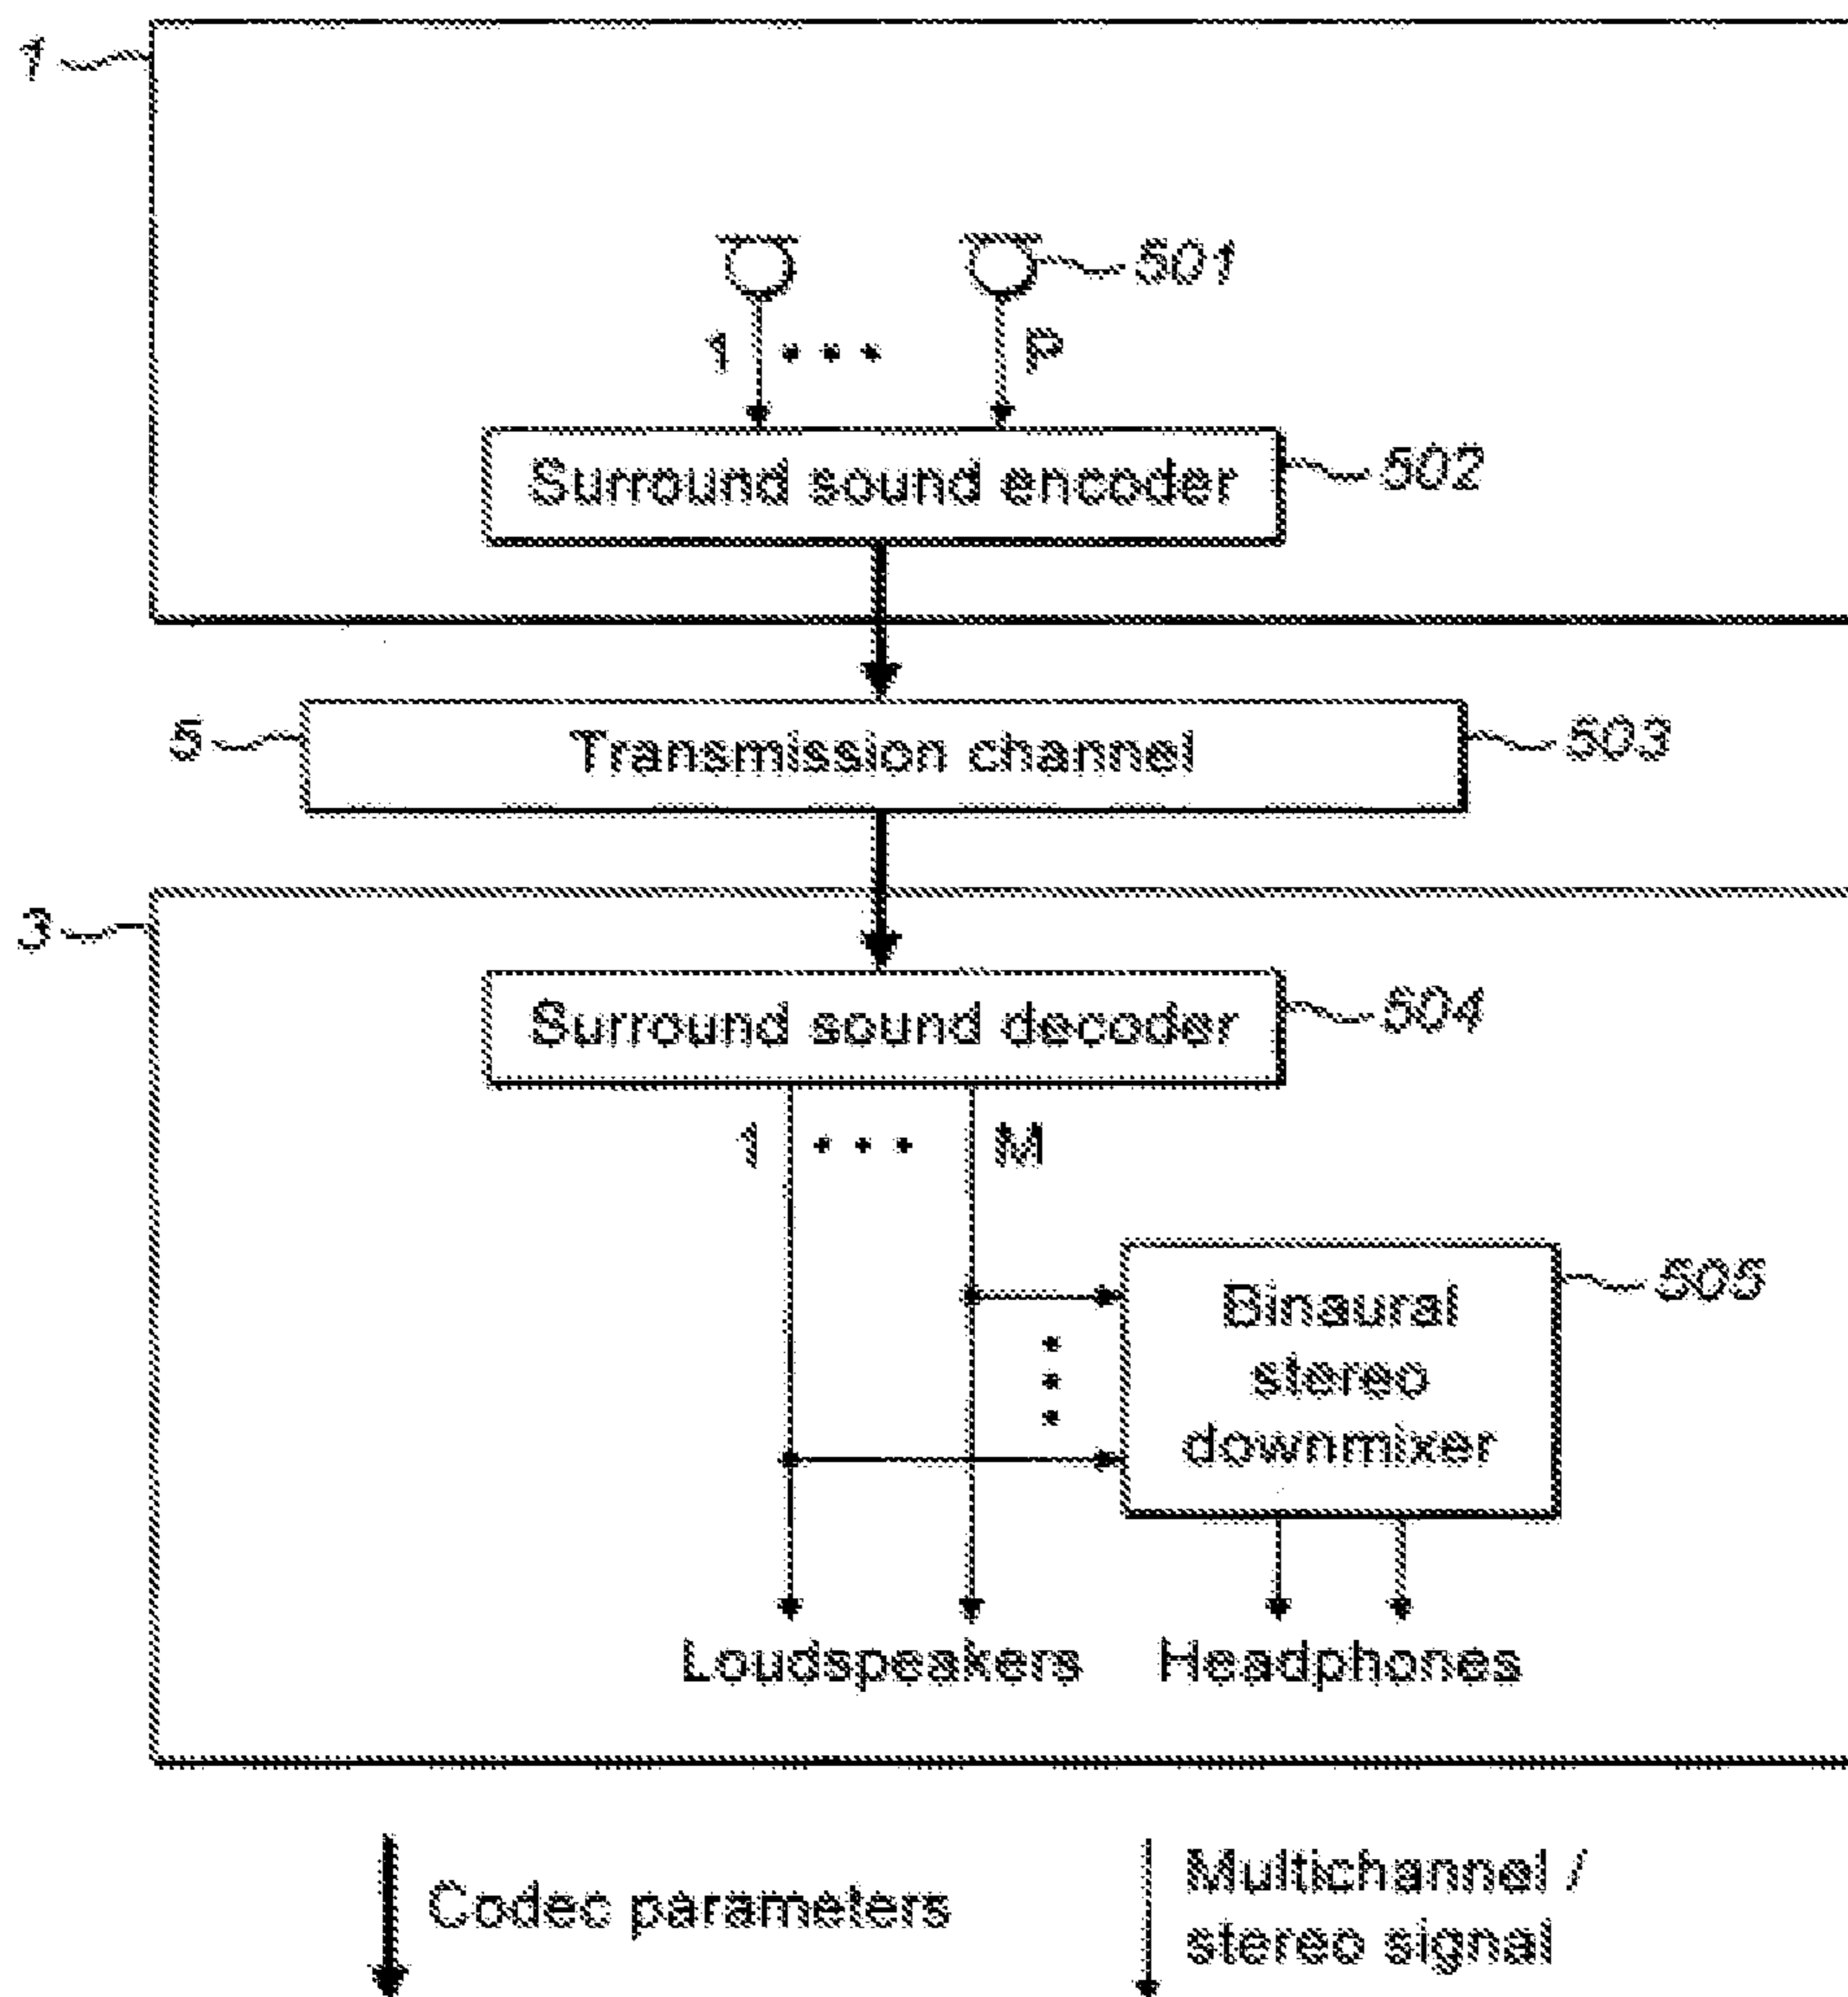 1
501
1 ••• P
Surround sound encoder
502
5
Transmission channel
503
3
Surround sound decoder
504
1 ••• M
Binaural
stereo
downmixer
505
Loudspeakers
Headphones
Codec parameters
Multichannel /
stereo signal